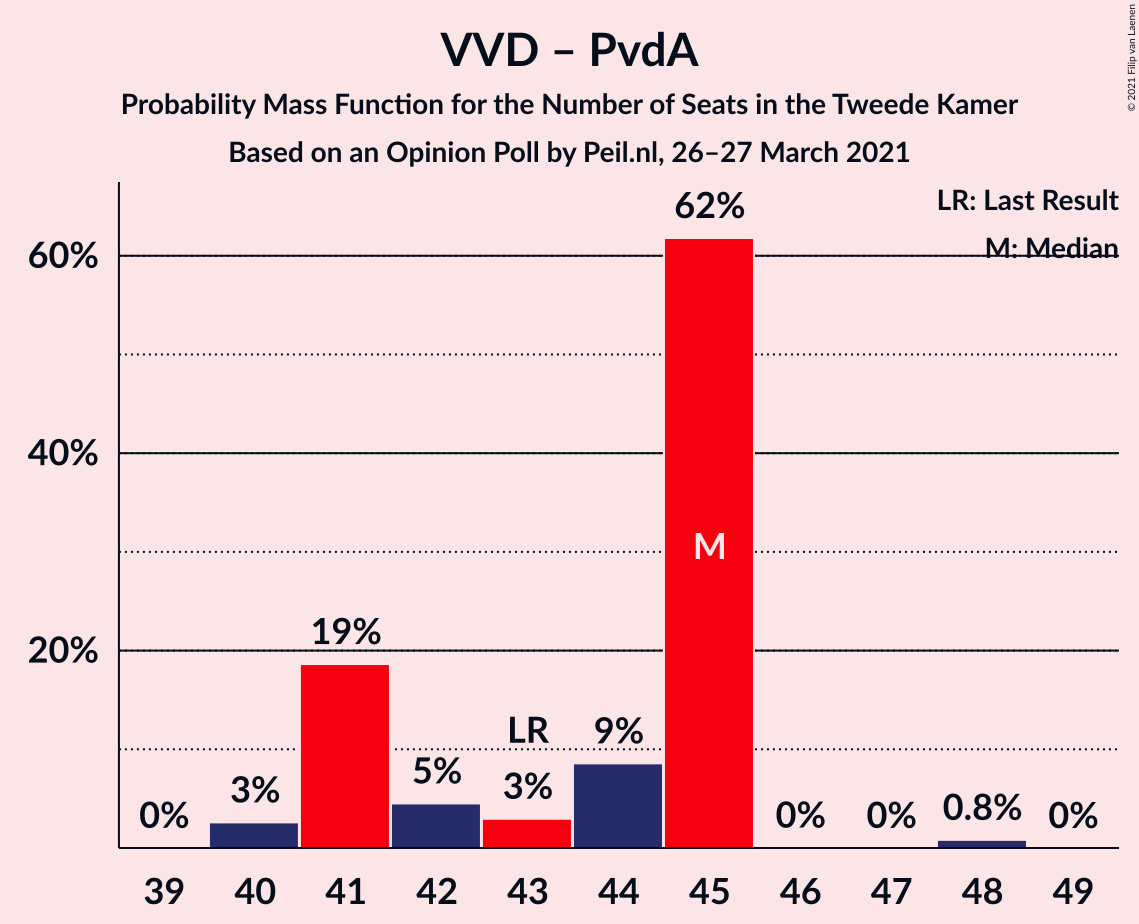 VVD – PvdA
Probability Mass Function for the Number of Seats in the Tweede Kamer
Based on an Opinion Poll by Peil.nl, 26–27 March 2021
© 2021 Filip van Laenen
LR: Last Result
M: Median
60%
40%
20%
0%
3%
19%
5%
LR
3%
9%
62%
M
0%
0%
0.8%
0%
39 40 41 42 43 44 45 46 47 48 49